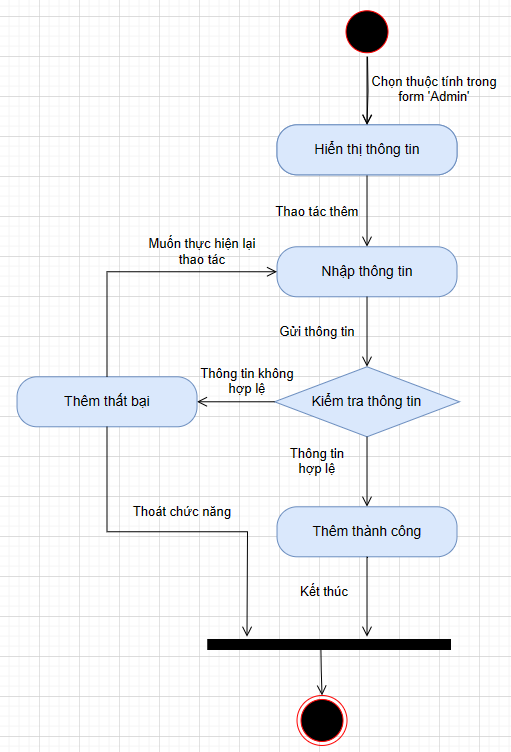 Chọn thuộc tính trong
form 'Admin'
Hiển thị thông tin
Thao tác thêm
Muốn thực hiện lại
thao tác
Nhập thông tin
Gửi thông tin
Thông tin không
hợp lệ
Thêm thất bại
Kiểm tra thông tin
Thông tin
hợp lệ
Thoát chức năng
Thêm thành công
Kết thúc